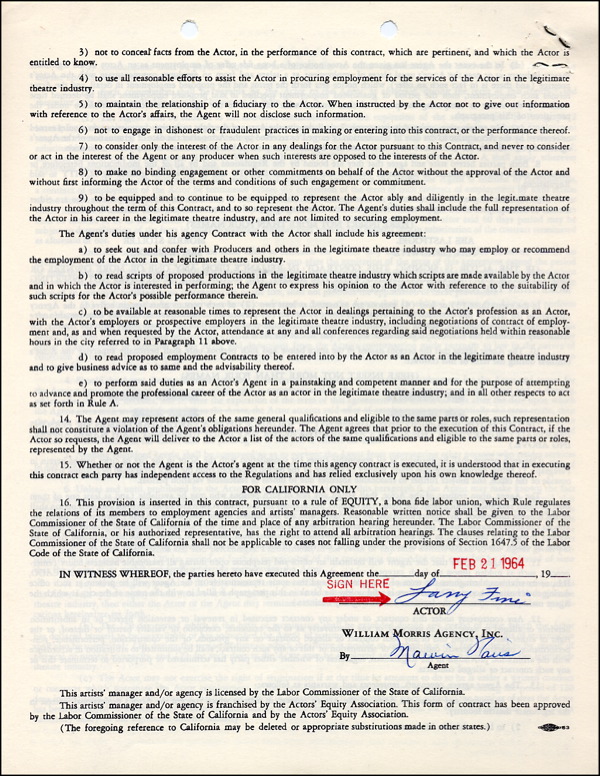 3) not to conceal facts from the Actor, in the performance of this contract, which are pertinent, and which the Actor is
entitled to know.
4) to use all reasonable efforts to assist the Actor in procuring employment for the services of the Actor in the legitimate
theatre industry.
5) to maintain the relationship of a fiduciary to the Actor. When instructed by the Actor not to give out information
with reference to the Actor's affairs, the Agent will not disclose such information.
6) not to engage in dishonest or fraudulent practices in making or entering into this contract, or the performance thereof.
7) to consider only the interest of the Actor in any dealings for the Actor pursuant to this Contract, and never to consider
or act in the interest of the Agent or any producer when such interests are opposed to the interests of the Actor.
8) to make no binding engagement or other commitments on behalf of the Actor without the approval of the Actor and
without first informing the Actor of the terms and conditions of such engagement or commitment.
9) to be equipped and to continue to be equipped to represent the Actor ably and diligently in the legit.mate theatre
industry throughout the term of this Contract, and so to represent the Actor. The Agent's duties shall include the full representation of
the Actor in his career in the legitimate theatre industry, and are not limited to securing employment.
The Agent's duties under his agency Contract with the Actor shall include his agreement:
a) to seek out and confer with Producers and others in the legitimate theatre industry who may employ or recommend
the employment of the Actor in the legitimate theatre industry.
b) to read scripts of proposed productions in the legitimate theatre industry which scripts are made available by the Actor
and in which the Actor is interested in performing; the Agent to express his opinion to the Actor with reference to the suitability of
such scripts for the Actor's possible performance therein.
c) to be available at reasonable times to represent the Actor in dealings pertaining to the Actor's profession as an Actor,
with the Actor's employers or prospective employers in the legitimate theatre industry, including negotiations of contract of employ-
ment and, as and when requested by the Actor, attendance at any and all conferences regarding said negotiations held within reasonable
hours in the city referred to in Paragraph 11 above.
d) to read proposed employment Contracts to be entered into by the Actor as an Actor in the legitimate theatre industry
and to give business advice as to same and the advisability thereof.
e) to perform said duties as an Actor's Agent in a painstaking and competent manner and for the purpose of attempting
to advance and promote the professional career of the Actor as an actor in the legitimate theatre industry; and in all other respects to act
as set forth in Rule A.
14. The Agent may represent actors of the same general qualifications and eligible to the same parts or roles, such representation
shall not constitute a violation of the Agent's obligations hereunder. The Agent agrees that prior to the execution of this Contract, if the
Actor so requests, the Agent will deliver to the Actor a list of the actors of the same qualifications and eligible to the same parts or roles,
represented by the Agent.
15. Whether or not the Agent is the Actor's agent at the time this agency contract is executed, it is understood that in executing
this contract each party has independent access to the Regulations and has relied exclusively upon his own knowledge thereof.
FOR CALIFORNIA ONLY
16. This provision is inserted in this contract, pursuant to a rule of EQUITY, a bona fide labor union, which Rule regulates
the relations of its members to employment agencies and artists' managers. Reasonable written notice shall be given to the Labor
Commissioner of the State of California of the time and place of any arbitration hearing hereunder. The Labor Commissioner of the
State of California, or his authorized representative, has the right to attend all arbitration hearings. The clauses relating to the Labor
Commissioner of the State of California shall not be applicable to cases not falling under the provisions of Section 1647.5 of the Labor
Code of the State of California.
IN WITNESS WHEREOF, the parties hereto have executed this Agreement the day of FEB 21 1964, 19
SIGN HERE
Larry Fine
ACTOR
WILLIAM MORRIS AGENCY, INC.
By Marvin
Agent
This artists' manager and/or agency is licensed by the Labor Commissioner of the State of California.
This artists' manager and/or agency is franchised by the Actors' Equity Association. This form of contract has been approved
by the Labor Commissioner of the State of California and by the Actors' Equity Association.
(The foregoing reference to California may be deleted or appropriate substitutions made in other states.)